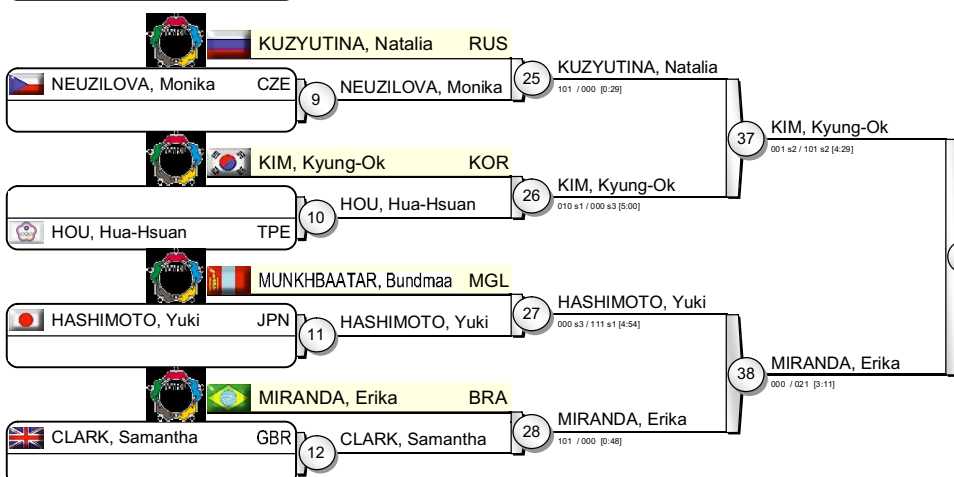 KUZYUTINA, Natalia RUS
NEUZILOVA, Monika CZE
9
NEUZILOVA, Monika
25
KUZYUTINA, Natalia
101 / 000 [0:29]
KIM, Kyung-Ok KOR
HOU, Hua-Hsuan TPE
10
HOU, Hua-Hsuan
26
KIM, Kyung-Ok
010 s1 / 000 s3 [5:00]
37
KIM, Kyung-Ok
001 s2 / 101 s2 [4:29]
MUNKHBAATAR, Bundmaa MGL
HASHIMOTO, Yuki JPN
11
HASHIMOTO, Yuki
27
HASHIMOTO, Yuki
000 s3 / 111 s1 [4:54]
MIRANDA, Erika BRA
CLARK, Samantha GBR
12
CLARK, Samantha
28
MIRANDA, Erika
101 / 000 [0:48]
38
MIRANDA, Erika
000 / 021 [3:11]